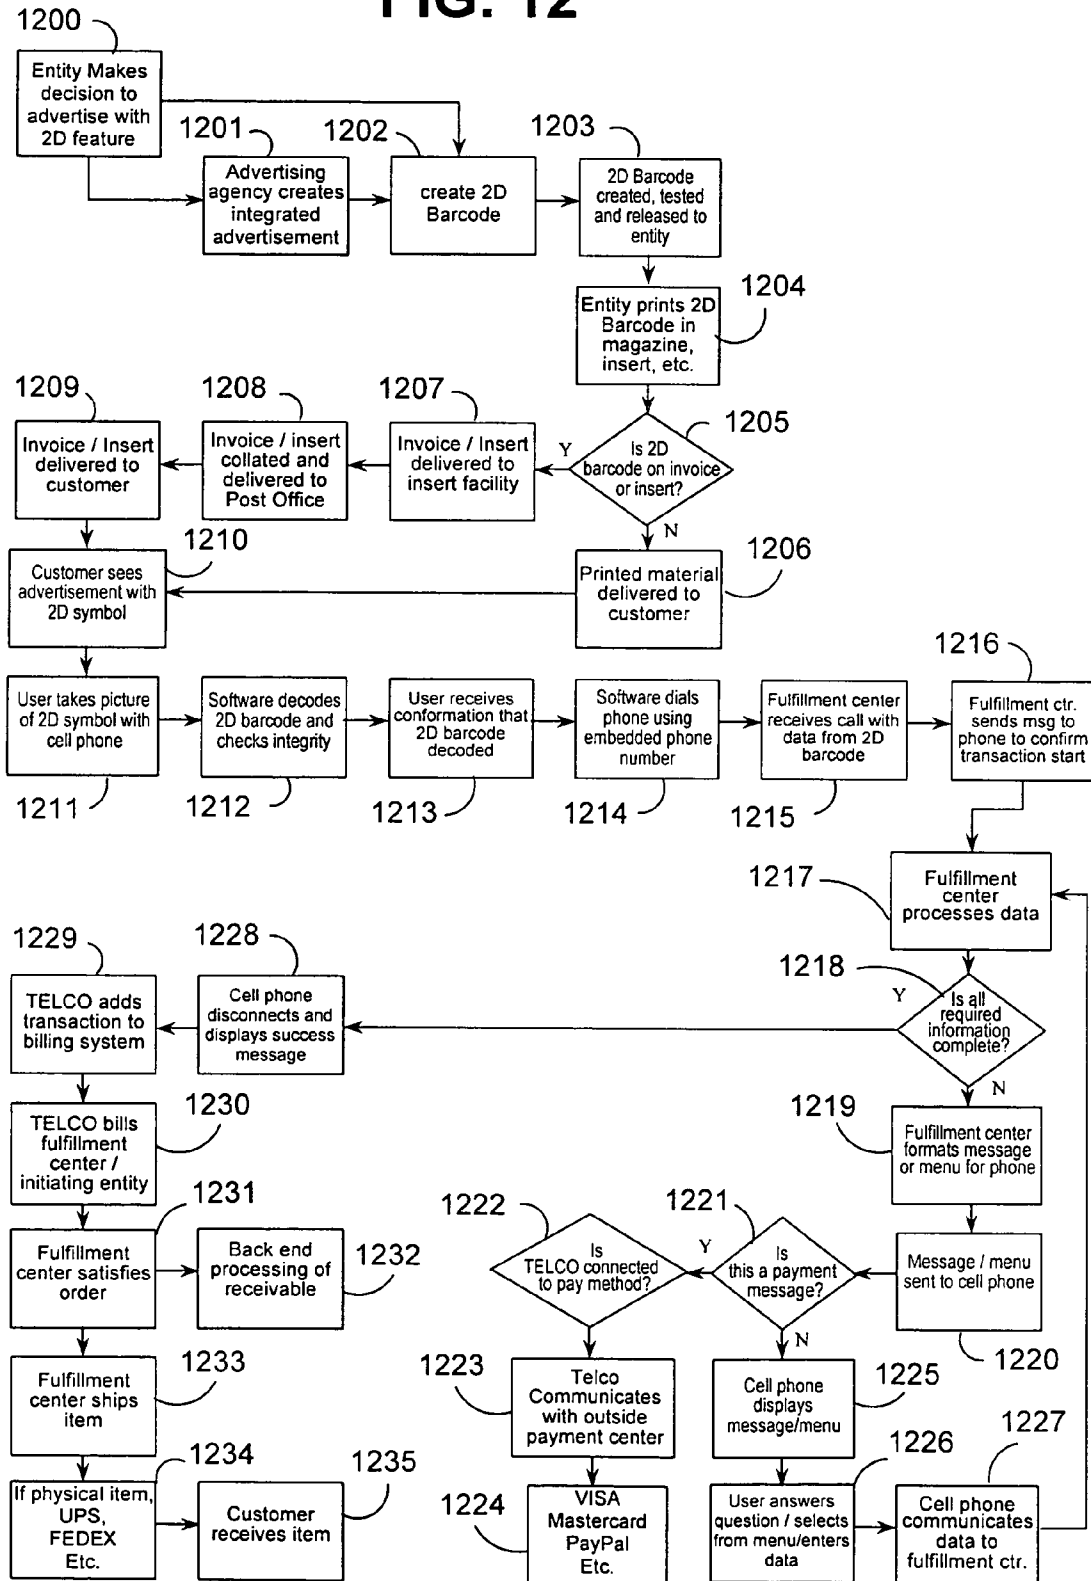 FIG. 12
1200
Entity Makes
decision to
advertise with
2D feature
1201
Advertising
agency creates
integrated
advertisement
1202
create 2D
Barcode
1203
2D Barcode
created, tested
and released to
entity
1204
Entity prints 2D
Barcode in
magazine,
insert, etc.
1205
Is 2D
barcode on invoice
or insert?
Y
N
1206
Printed material
delivered to
customer
1207
Invoice / Insert
delivered to
insert facility
1208
Invoice / insert
collated and
delivered to
Post Office
1209
Invoice / Insert
delivered to
customer
1210
Customer sees
advertisement with
2D symbol
User takes picture
of 2D symbol with
cell phone
1211
Software decodes
2D barcode and
checks integrity
1212
User receives
conformation that
2D barcode
decoded
1213
Software dials
phone using
embedded phone
number
1214
Fulfillment center
receives call with
data from 2D
barcode
1215
1216
Fulfillment ctr.
sends msg to
phone to confirm
transaction start
1217
Fulfillment
center
processes data
1218
Is all
required
information
complete?
Y
N
1219
Fulfillment center
formats message
or menu for phone
Message / menu
sent to cell phone
1220
1221
Is
this a payment
message?
Y
N
1222
Is
TELCO connected
to pay method?
1223
Telco
Communicates
with outside
payment center
1224
VISA
Mastercard
PayPal
Etc.
1225
Cell phone
displays
message/menu
1226
User answers
question / selects
from menu/enters
data
1227
Cell phone
communicates
data to
fulfillment ctr.
1228
Cell phone
disconnects and
displays success
message
1229
TELCO adds
transaction to
billing system
1230
TELCO bills
fulfillment
center /
initiating entity
1231
Fulfillment
center satisfies
order
1232
Back end
processing of
receivable
1233
Fulfillment
center ships
item
1234
If physical item,
UPS,
FEDEX
Etc.
1235
Customer
receives item